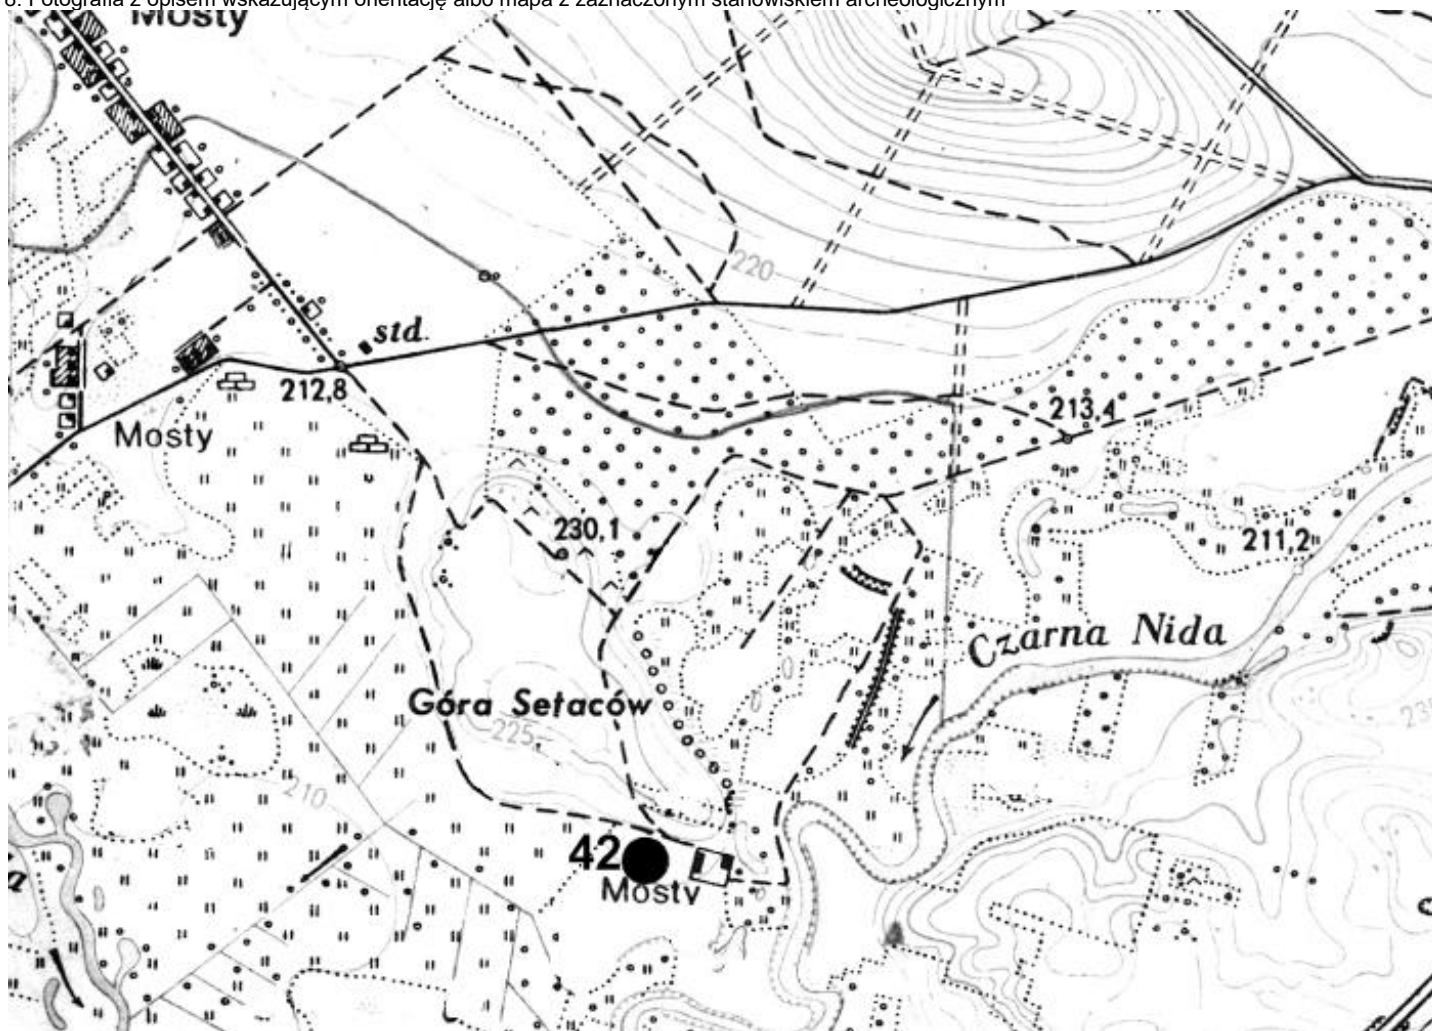 8. Fotografia z opisem wskazującym orientację albo mapa z zaznaczonym stanowiskiem archeologicznym
Mosty
220
std.
212,8
213,4
Mosty
230,1
211,2
Czarna Nida
Góra Setaców
225
210
42
Mosty